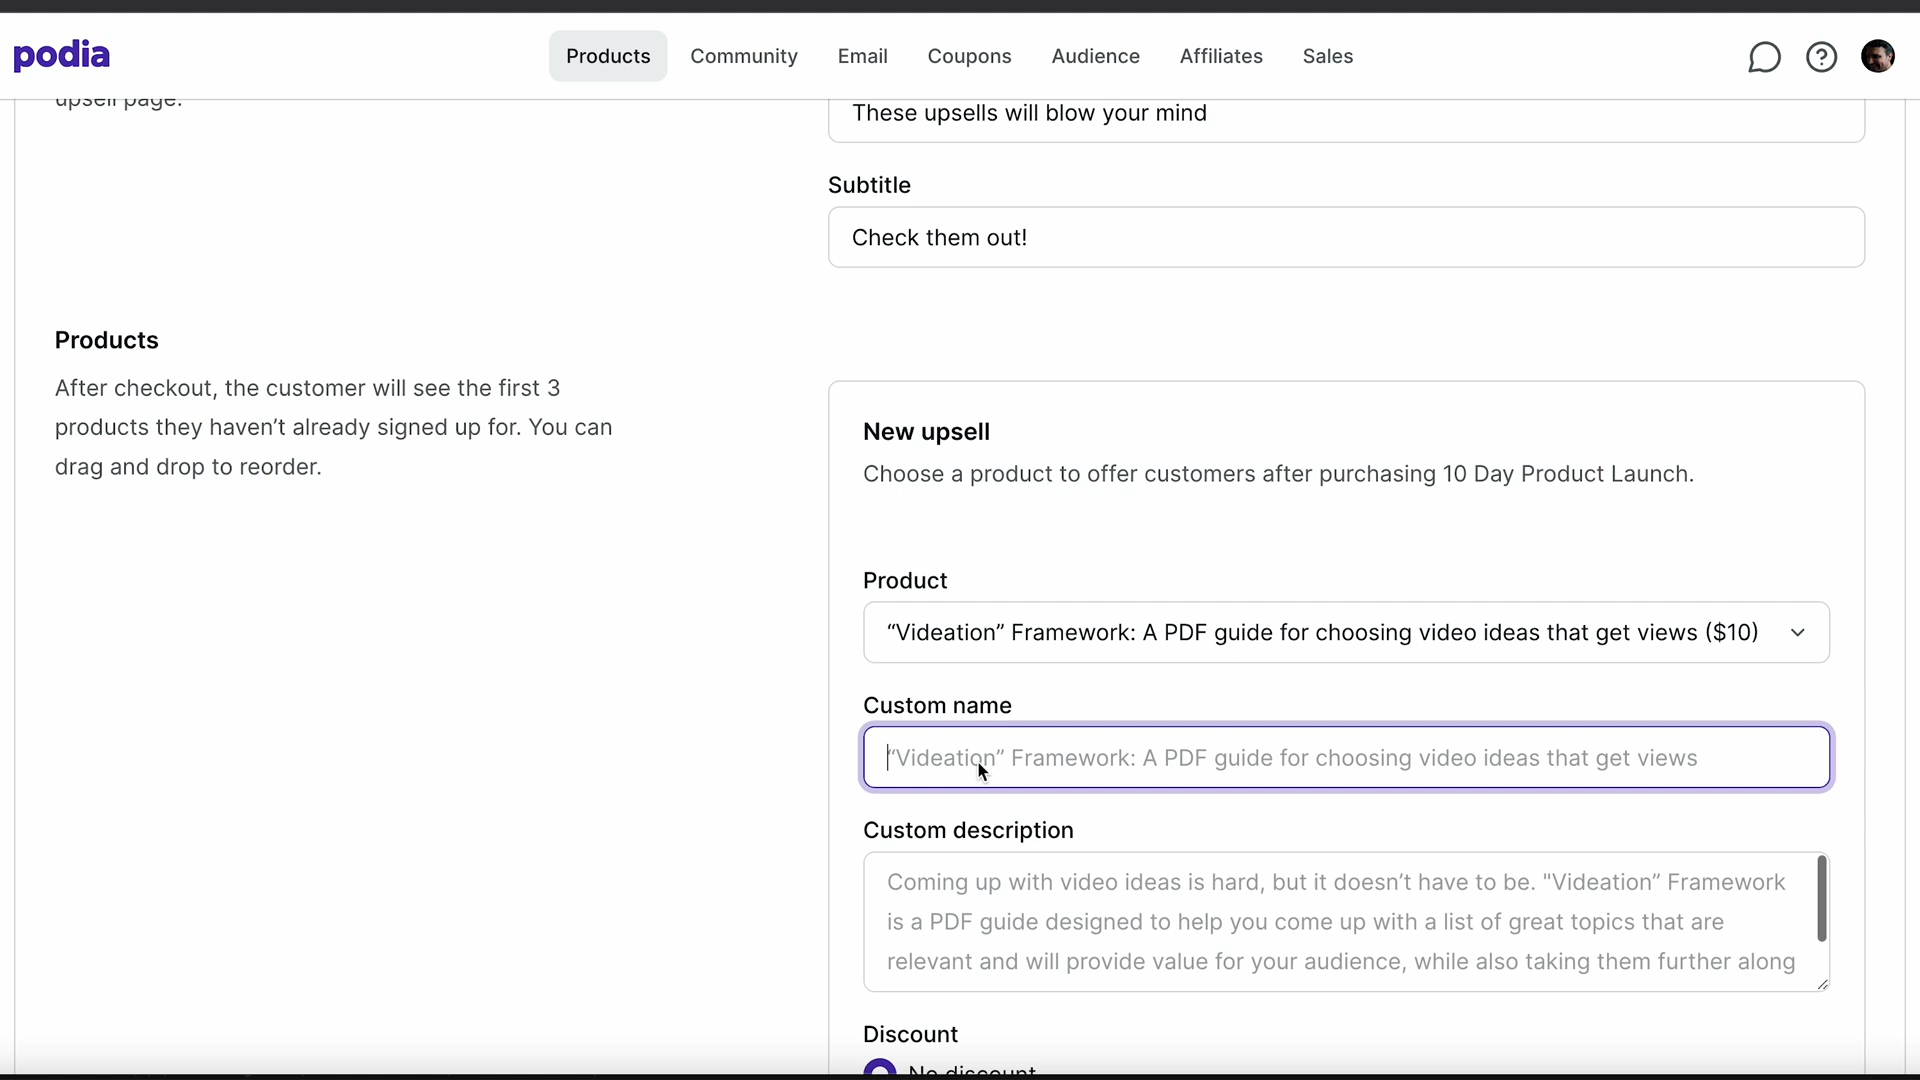 podia
Products
Community
Email
Coupons
Audience
Affiliates
Sales
upsell page.
These upsells will blow your mind
Subtitle
Check them out!
Products
After checkout, the customer will see the first 3
products they haven’t already signed up for. You can
drag and drop to reorder.
New upsell
Choose a product to offer customers after purchasing 10 Day Product Launch.
Product
“Videation” Framework: A PDF guide for choosing video ideas that get views ($10)
Custom name
“Videation” Framework: A PDF guide for choosing video ideas that get views
Custom description
Coming up with video ideas is hard, but it doesn’t have to be. "Videation” Framework
is a PDF guide designed to help you come up with a list of great topics that are
relevant and will provide value for your audience, while also taking them further along
Discount
No discount